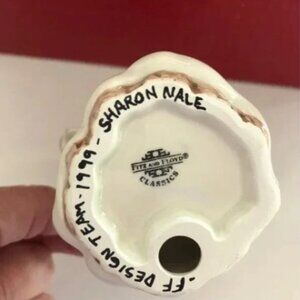 .FF DESIGN TEAM-1999-SHARON NALE
FITZ AND FLOYD®
CLASSICS